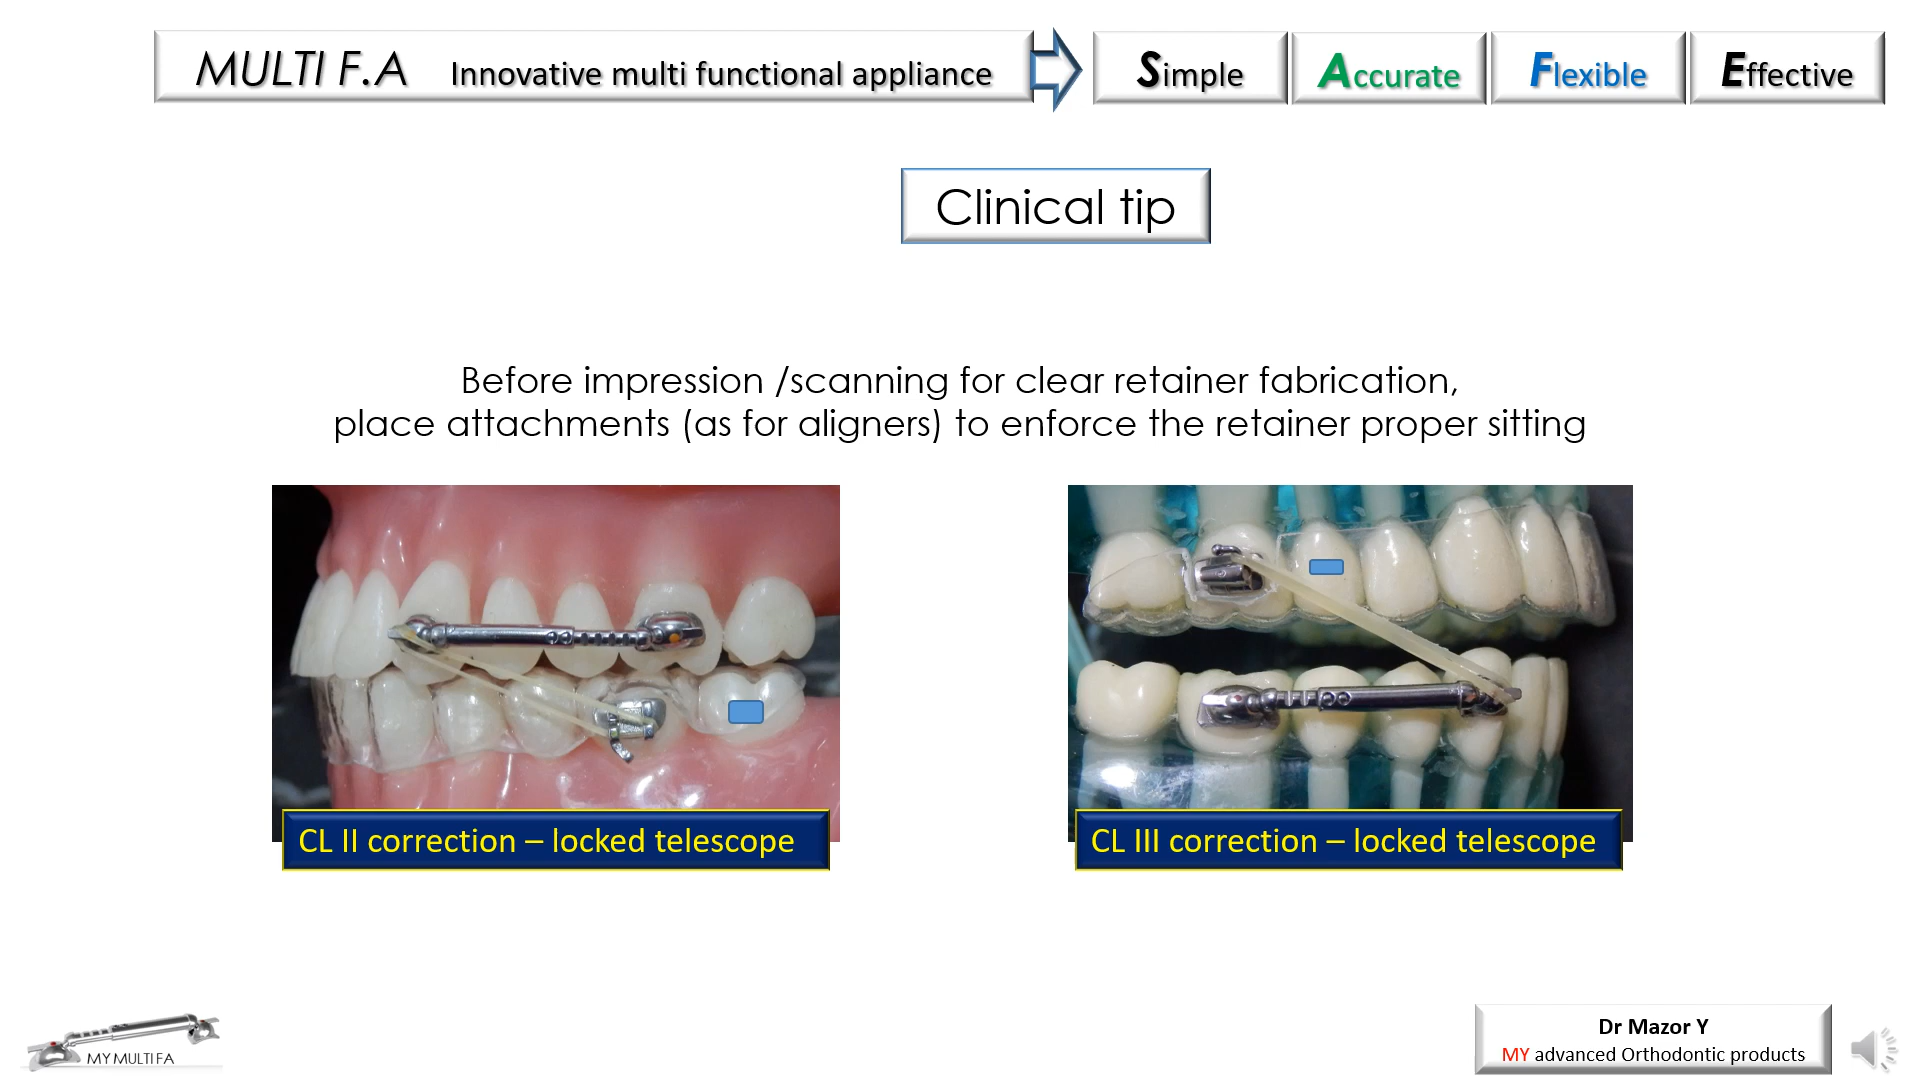 MULTI F.A Innovative multi functional appliance
Simple
Accurate
Flexible
Effective
Clinical tip
Before impression /scanning for clear retainer fabrication,
place attachments (as for aligners) to enforce the retainer proper sitting
CL II correction – locked telescope
CL III correction – locked telescope
MY MULTI FA
Dr Mazor Y
MY advanced Orthodontic products